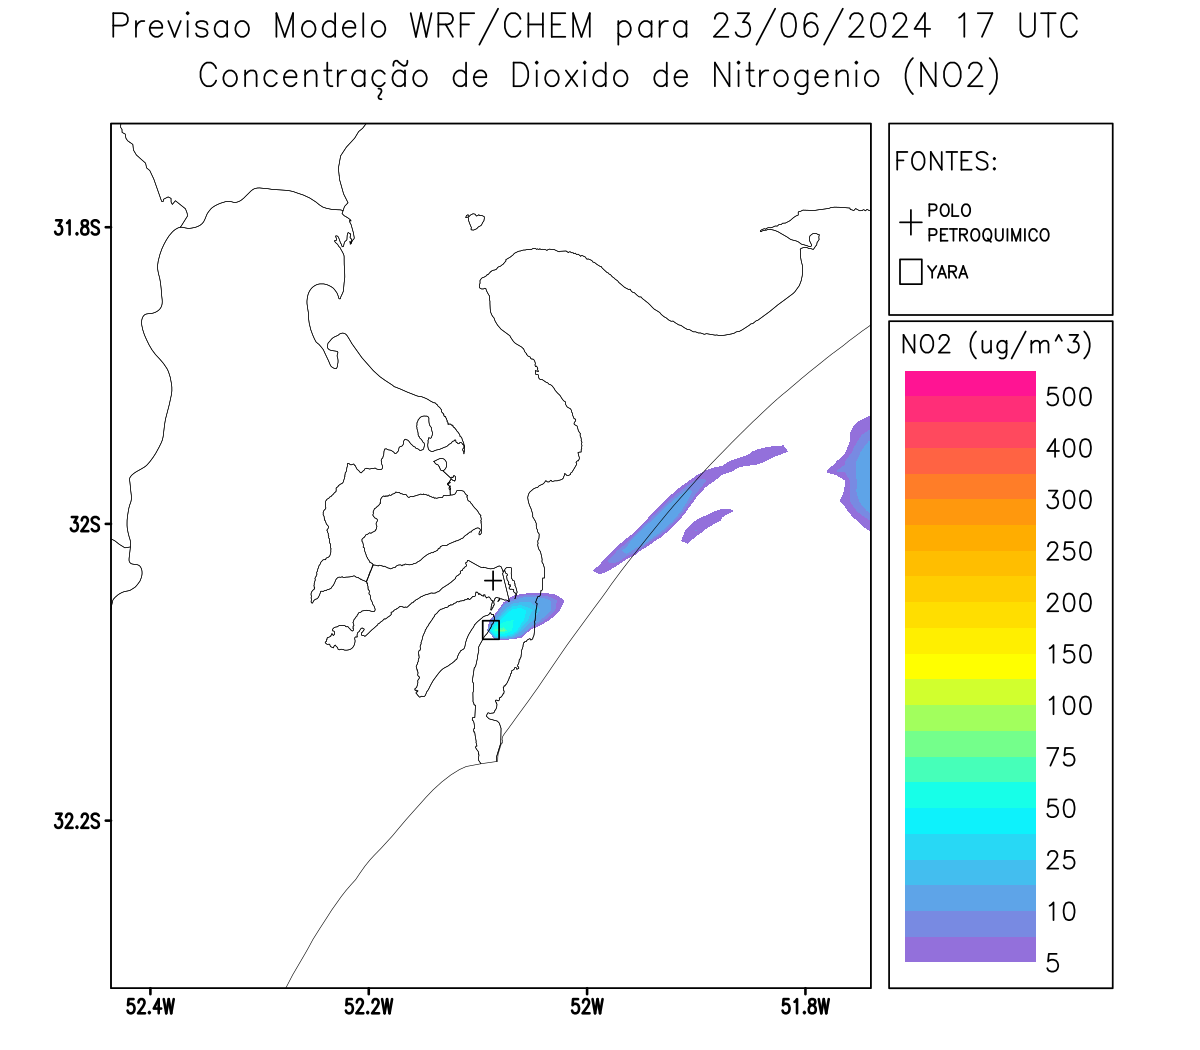 Previsao Modelo WRF/CHEM para 23/06/2024 17 UTC
Concentração de Dioxido de Nitrogenio (NO2)
FONTES:
POLO
PETROQUIMICO
YARA
31.8S
32S
32.2S
52.4W
52.2W
52W
51.8W
NO2 (ug/m^3)
500
400
300
250
200
150
100
75
50
25
10
5